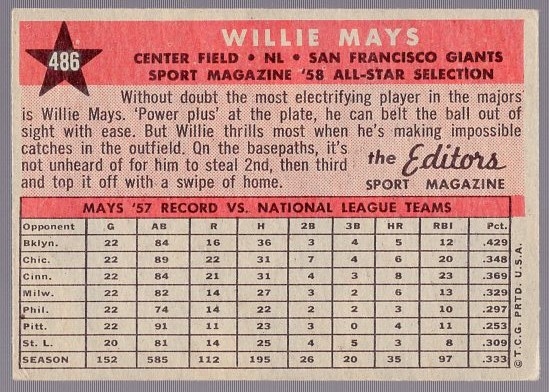 486
WILLIE MAYS
CENTER FIELD • NL • SAN FRANCISCO GIANTS
SPORT MAGAZINE '58 ALL-STAR SELECTION
Without doubt the most electrifying player in the majors
is Willie Mays. 'Power plus' at the plate, he can belt the ball out of
sight with ease. But Willie thrills most when he's making impossible
catches in the outfield. Qn the basepaths, it's
not unheard of for him to steal 2nd, then third
and top it off with a swipe of home.
the Editors
SPORT MAGAZINE
MAYS '57 RECORD VS. NATIONAL LEAGUE TEAMS
Opponent G AB R H 2B 3B HR RBI Pct.
Bklyn. 22 84 16 36 3 4 5 12 .429
Chic. 22 89 22 31 7 4 6 20 .348
Cinn. 22 84 21 31 4 3 8 23 .369
Milw. 22 82 14 27 3 2 6 13 .329
Phil. 22 74 14 22 2 2 3 10 .297
Pitt. 22 91 11 23 3 0 4 11 .253
St. L. 20 81 14 25 4 5 3 8 .309
SEASON 152 585 112 195 26 20 35 97 .333
© T.C.G. PRTD. U.S.A.